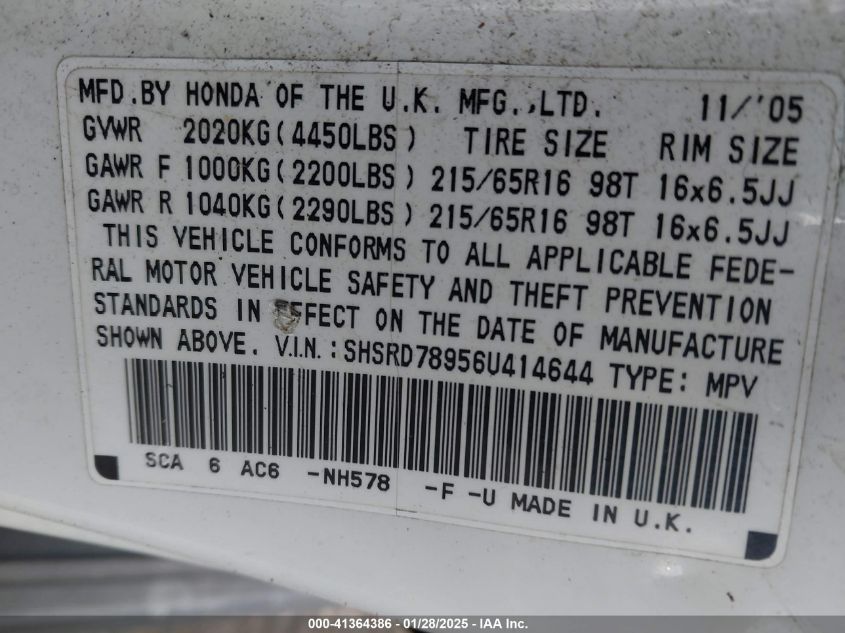 MFD.BY HONDA OF THE U.K. MFG.,LTD. 11/'05
GVWR 2020KG(4450LBS) TIRE SIZE RIM SIZE
GAWR F 1000KG(2200LBS) 215/65R16 98T 16x6.5JJ
GAWR R 1040KG(2290LBS) 215/65R16 98T 16x6.5JJ
THIS VEHICLE CONFORMS TO ALL APPLICABLE FEDE-
RAL MOTOR VEHICLE SAFETY AND THEFT PREVENTION
STANDARDS IN EFFECT ON THE DATE OF MANUFACTURE
SHOWN ABOVE. V.I.N.:SHSRD78956U414644 TYPE: MPV
SCA 6 AC6 -NH578 -F -U MADE IN U.K.
000-41364386 - 01/28/2025 - IAA Inc.